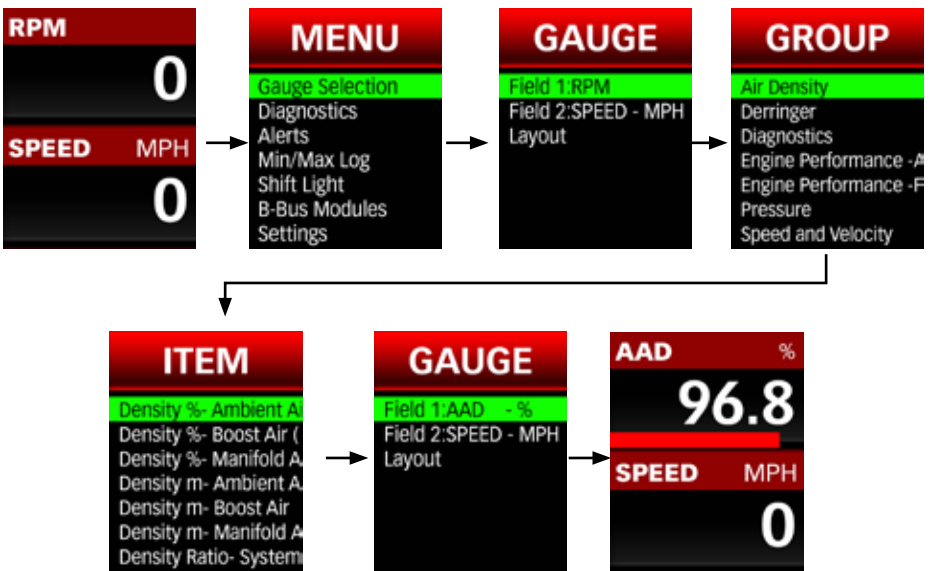 RPM
0
SPEED MPH
0
MENU
Gauge Selection
Diagnostics
Alerts
Min/Max Log
Shift Light
B-Bus Modules
Settings
GAUGE
Field 1:RPM
Field 2:SPEED - MPH
Layout
GROUP
Air Density
Derringer
Diagnostics
Engine Performance -A
Engine Performance -F
Pressure
Speed and Velocity
ITEM
Density %- Ambient Ai
Density %- Boost Air (
Density %- Manifold A
Density m- Ambient A
Density m- Boost Air
Density m- Manifold A
Density Ratio- System
GAUGE
Field 1:AAD - %
Field 2:SPEED - MPH
Layout
AAD %
96.8
SPEED MPH
0